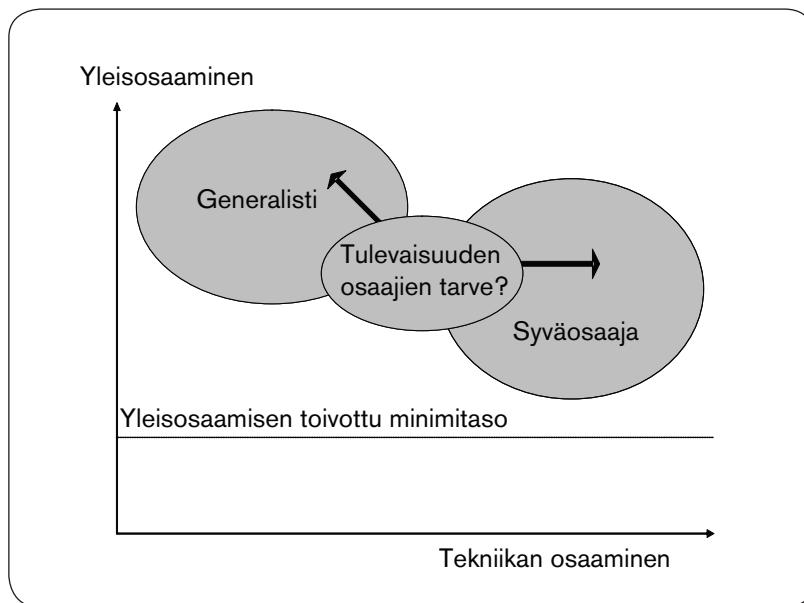 Yleisosaaminen
Generalisti
Tulevaisuuden
osaajien tarve?
Syväosaaja
Yleisosaamisen toivottu minimitaso
Tekniikan osaaminen